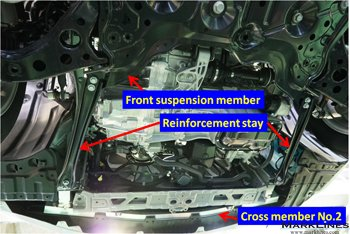 Front suspension member
Reinforcement stay
Cross member No.2
MARKLINES